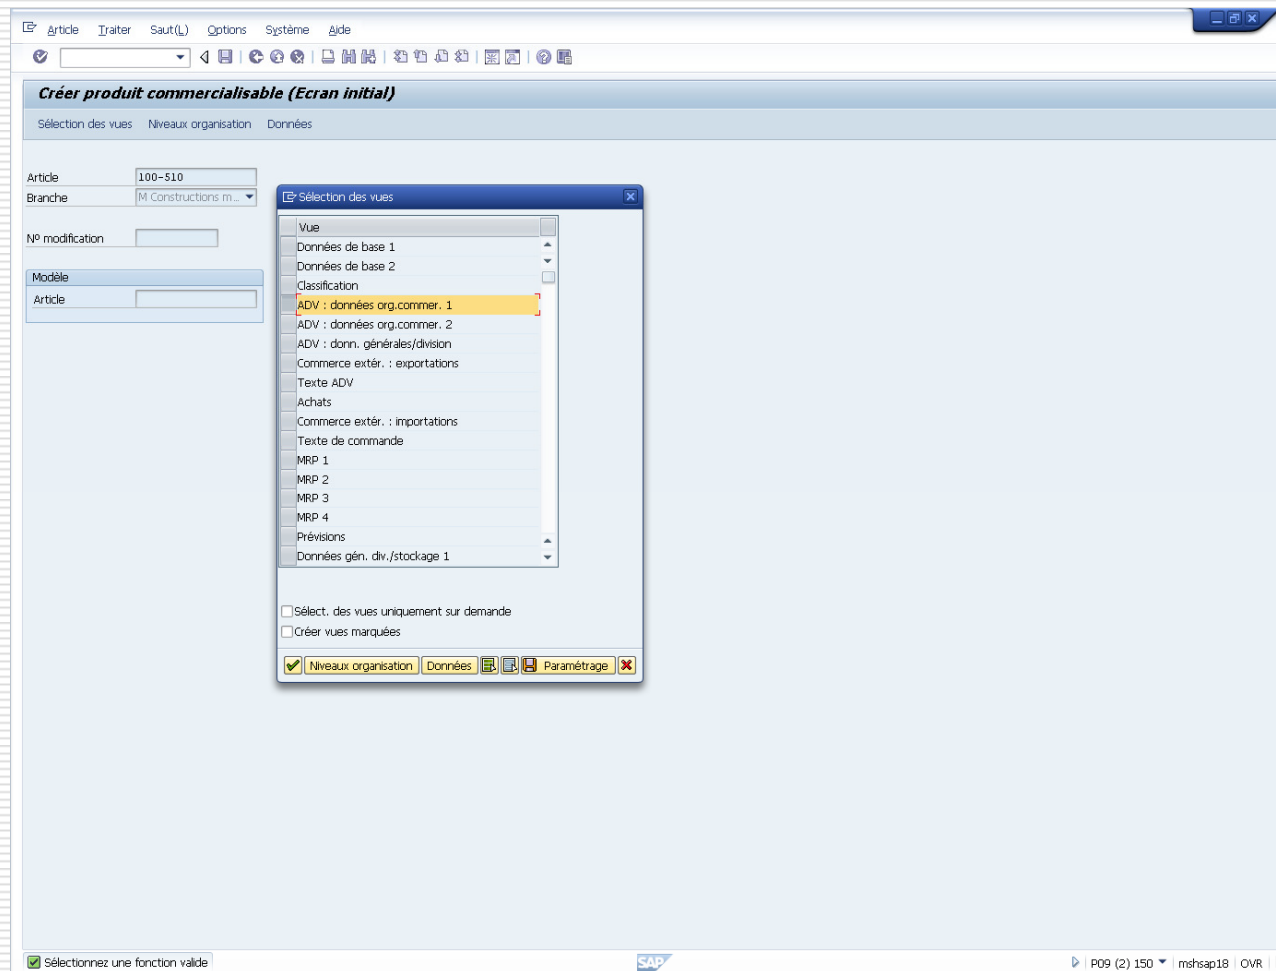 Article Traiter Saut(L) Options Système Aide
Créer produit commercialisable (Ecran initial)
Sélection des vues Niveaux organisation Données
Article 100-510
Branche M Constructions m...
Nº modification
Modèle
Article
Sélection des vues
Vue
Données de base 1
Données de base 2
Classification
ADV : données org.commer. 1
ADV : données org.commer. 2
ADV : donn. générales/division
Commerce extér. : exportations
Texte ADV
Achats
Commerce extér. : importations
Texte de commande
MRP 1
MRP 2
MRP 3
MRP 4
Prévisions
Données gén. div./stockage 1
Sélect. des vues uniquement sur demande
Créer vues marquées
Niveaux organisation Données Paramétrage
Sélectionnez une fonction valide SAP P09 (2) 150 mshsap18 OVR